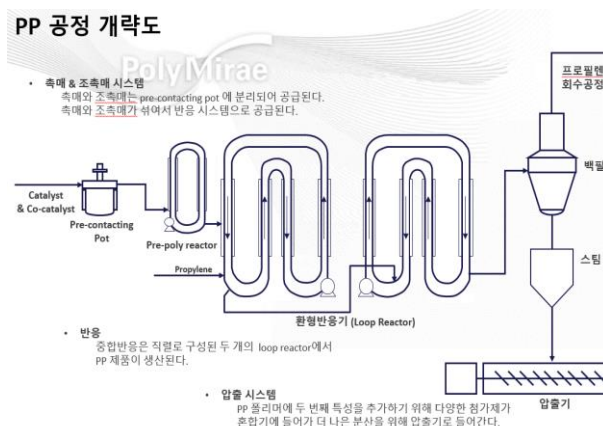 PP 공정 개략도
PolyMirae
• 촉매 & 조촉매 시스템
촉매와 조촉매는 pre-contacting pot 에 분리되어 공급된다.
촉매와 조촉매가 섞여서 반응 시스템으로 공급된다.
프로필렌
회수공정
백필
Catalyst
& Co-catalyst
Pre-contacting
Pot
Pre-poly reactor
Propylene
스팀
환형반응기 (Loop Reactor)
• 반응
중합반응은 직렬로 구성된 두 개의 loop reactor에서
PP 제품이 생산된다.
압출기
• 압출 시스템
PP 폴리머에 두 번째 특성을 추가하기 위해 다양한 첨가제가
혼합기에 들어가 더 나은 분산을 위해 압출기로 들어간다.